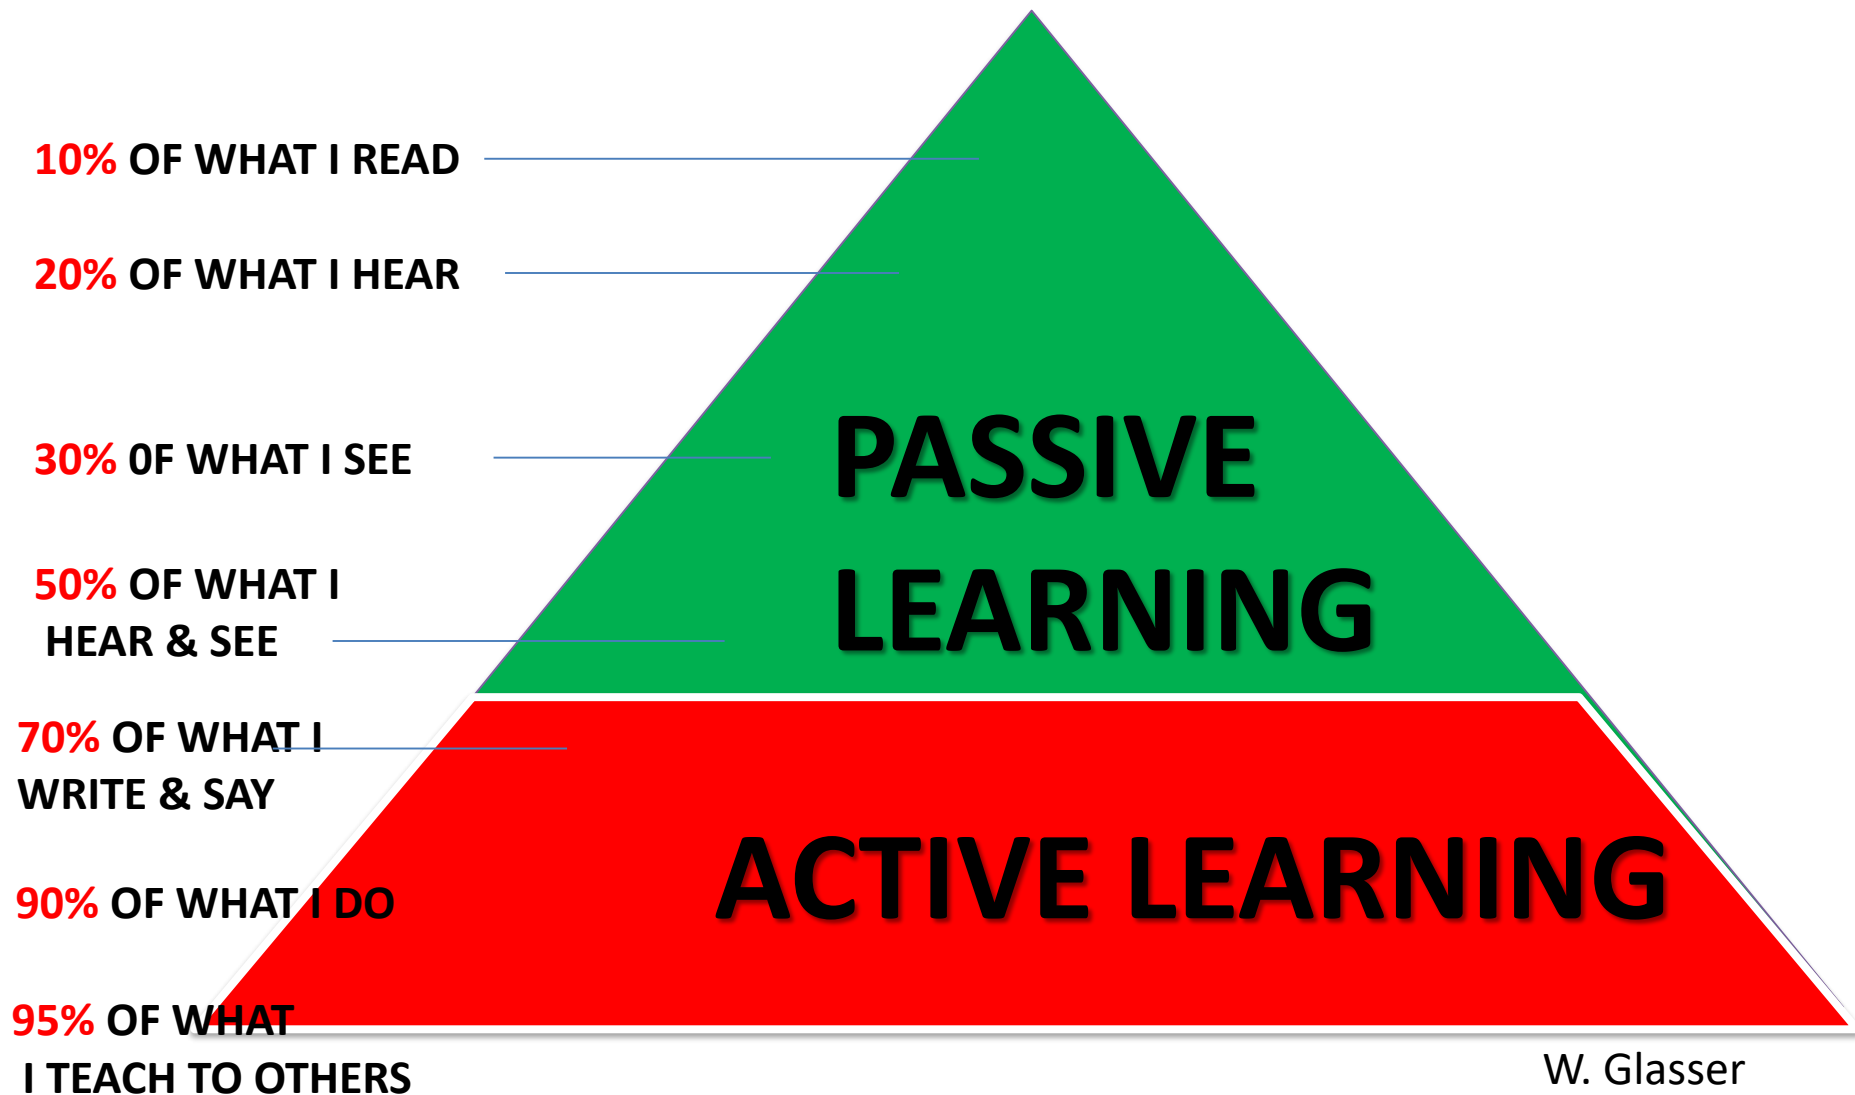 10% OF WHAT I READ
20% OF WHAT I HEAR
30% 0F WHAT I SEE
PASSIVE
LEARNING
50% OF WHAT I
HEAR & SEE
70% OF WHAT I
WRITE & SAY
90% OF WHAT I DO
ACTIVE LEARNING
95% OF WHAT
I TEACH TO OTHERS
W. Glasser